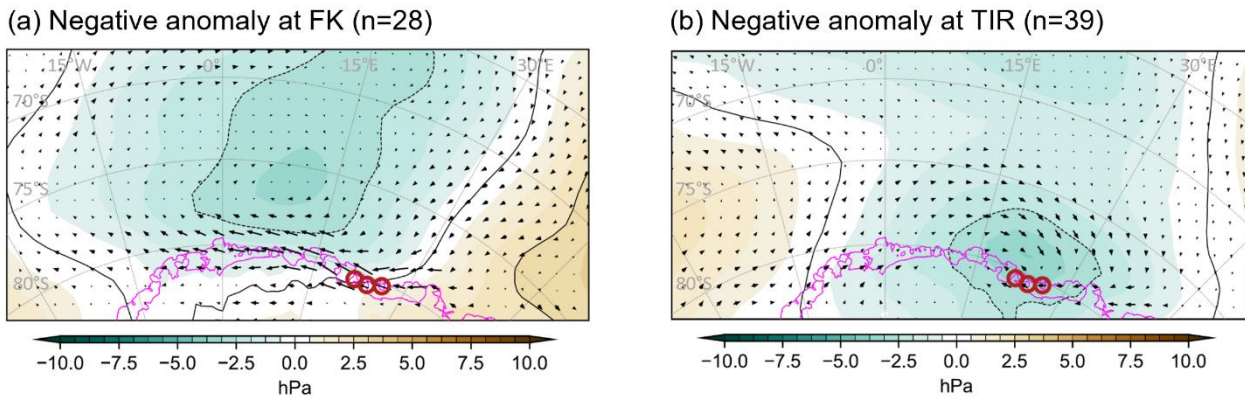 (a) Negative anomaly at FK (n=28)
(b) Negative anomaly at TIR (n=39)
15°W 0° 15°E 30°E
70°S
75°S
80°S
15°W 0° 15°E 30°E
70°S
75°S
80°S
−10.0 −7.5 −5.0 −2.5 0.0 2.5 5.0 7.5 10.0
hPa
−10.0 −7.5 −5.0 −2.5 0.0 2.5 5.0 7.5 10.0
hPa